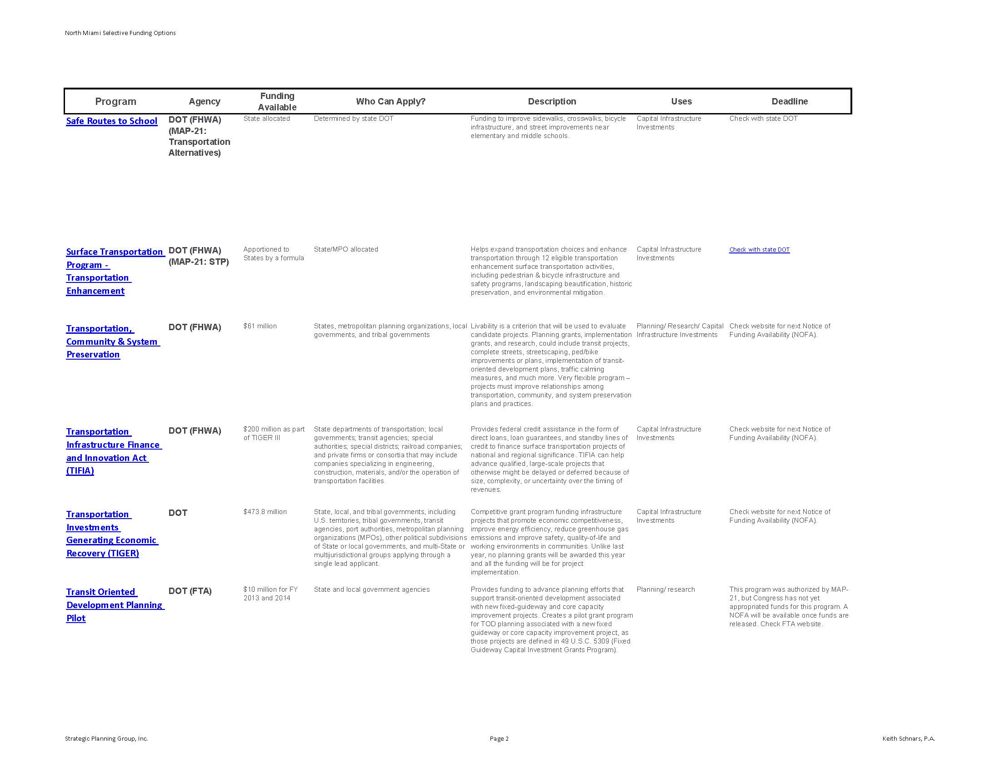 North Miami Selective Funding Options
Program
Agency
Funding
Available
Who Can Apply?
Description
Uses
Deadline
Safe Routes to School
DOT (FHWA)
(MAP-21:
Transportation
Alternatives)
State allocated
Determined by state DOT
Funding to improve sidewalks, crosswalks, bicycle
infrastructure, and street improvements near
elementary and middle schools.
Capital Infrastructure
Investments
Check with state DOT
Surface Transportation
Program -
Transportation
Enhancement
DOT (FHWA)
(MAP-21: STP)
Apportioned to
States by a formula
State/MPO allocated
Helps expand transportation choices and enhance
transportation through 12 eligible transportation
enhancement surface transportation activities,
including pedestrian & bicycle infrastructure and
safety programs, landscaping beautification, historic
preservation, and environmental mitigation.
Capital Infrastructure
Investments
Check with state DOT
Transportation,
Community & System
Preservation
DOT (FHWA)
$61 million
States, metropolitan planning organizations, local
governments, and tribal governments
Livability is a criterion that will be used to evaluate
candidate projects. Planning grants, implementation
grants, and research, could include transit projects,
complete streets, streetscaping, ped/bike
improvements or plans, implementation of transit-
oriented development plans, traffic calming
measures, and much more. Very flexible program –
projects must improve relationships among
transportation, community, and system preservation
plans and practices.
Planning/ Research/ Capital
Infrastructure Investments
Check website for next Notice of
Funding Availability (NOFA).
Transportation
Infrastructure Finance
and Innovation Act
(TIFIA)
DOT (FHWA)
$200 million as part
of TIGER III
State departments of transportation; local
governments; transit agencies; special
authorities; special districts; railroad companies;
and private firms or consortia that may include
companies specializing in engineering,
construction, materials, and/or the operation of
transportation facilities.
Provides federal credit assistance in the form of
direct loans, loan guarantees, and standby lines of
credit to finance surface transportation projects of
national and regional significance. TIFIA can help
advance qualified, large-scale projects that
otherwise might be delayed or deferred because of
size, complexity, or uncertainty over the timing of
revenues.
Capital Infrastructure
Investments
Check website for next Notice of
Funding Availability (NOFA).
Transportation
Investments
Generating Economic
Recovery (TIGER)
DOT
$473.8 million
State, local, and tribal governments, including
U.S. territories, tribal governments, transit
agencies, port authorities, metropolitan planning
organizations (MPOs), other political subdivisions
of State or local governments, and multi-State or
multijurisdictional groups applying through a
single lead applicant.
Competitive grant program funding infrastructure
projects that promote economic competitiveness,
improve energy efficiency, reduce greenhouse gas
emissions and improve safety, quality-of-life and
working environments in communities. Unlike last
year, no planning grants will be awarded this year
and all the funding will be for project
implementation.
Capital Infrastructure
Investments
Check website for next Notice of
Funding Availability (NOFA).
Transit Oriented
Development Planning
Pilot
DOT (FTA)
$10 million for FY
2013 and 2014
State and local government agencies
Provides funding to advance planning efforts that
support transit-oriented development associated
with new fixed-guideway and core capacity
improvement projects. Creates a pilot grant program
for TOD planning associated with a new fixed
guideway or core capacity improvement project, as
those projects are defined in 49 U.S.C. 5309 (Fixed
Guideway Capital Investment Grants Program).
Planning/ research
This program was authorized by MAP-
21, but Congress has not yet
appropriated funds for this program. A
NOFA will be available once funds are
released. Check FTA website.
Strategic Planning Group, Inc.
Page 2
Keith Schnars, P.A.